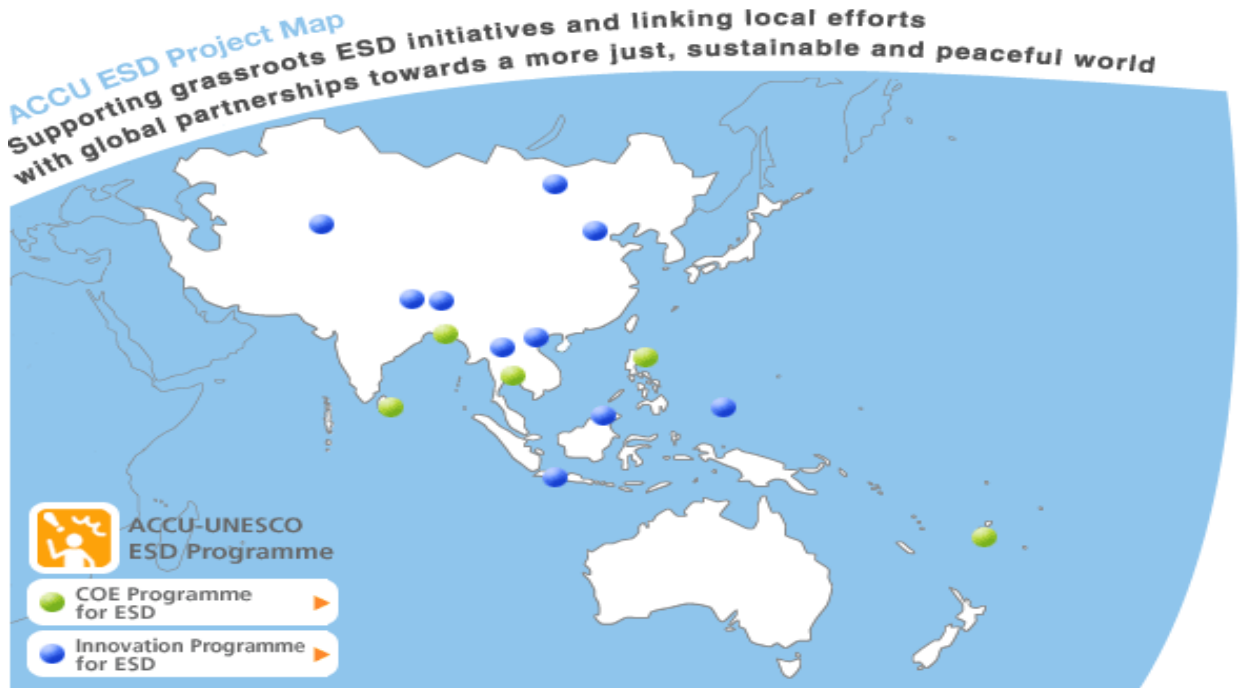 ACCU ESD Project Map
Supporting grassroots ESD initiatives and linking local efforts
with global partnerships towards a more just, sustainable and peaceful world
ACCU-UNESCO
ESD Programme
COE Programme
for ESD
Innovation Programme
for ESD